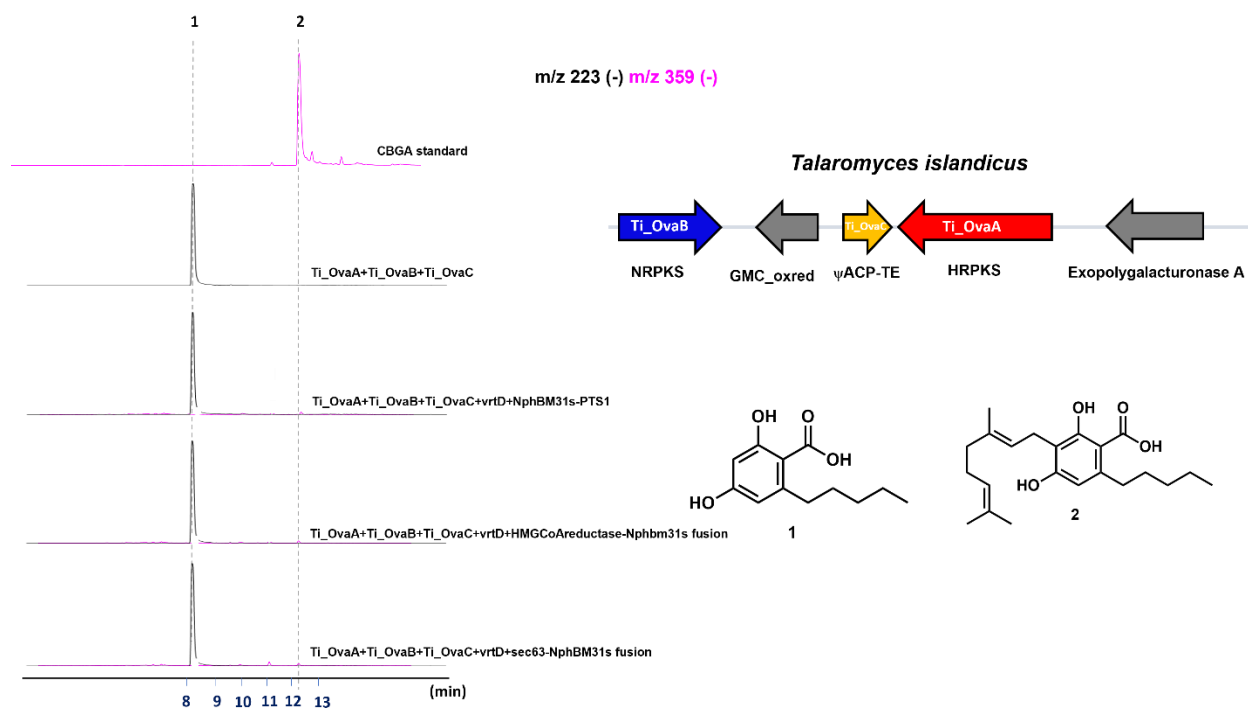 1
2
m/z 223 (-) m/z 359 (-)
CBGA standard
Talaromyces islandicus
Ti_OvaB
Ti_OvaC
Ti_OvaA
NRPKS
GMC_oxred
ψACP-TE
HRPKS
Exopolygalacturonase A
Ti_OvaA+Ti_OvaB+Ti_OvaC
Ti_OvaA+Ti_OvaB+Ti_OvaC+vrtD+NphBM31s-PTS1
OH
O
OH
HO
1
OH
O
OH
HO
2
Ti_OvaA+Ti_OvaB+Ti_OvaC+vrtD+HMGCoAreductase-Nphbm31s fusion
Ti_OvaA+Ti_OvaB+Ti_OvaC+vrtD+sec63-NphBM31s fusion
(min)
8 9 10 11 12 13